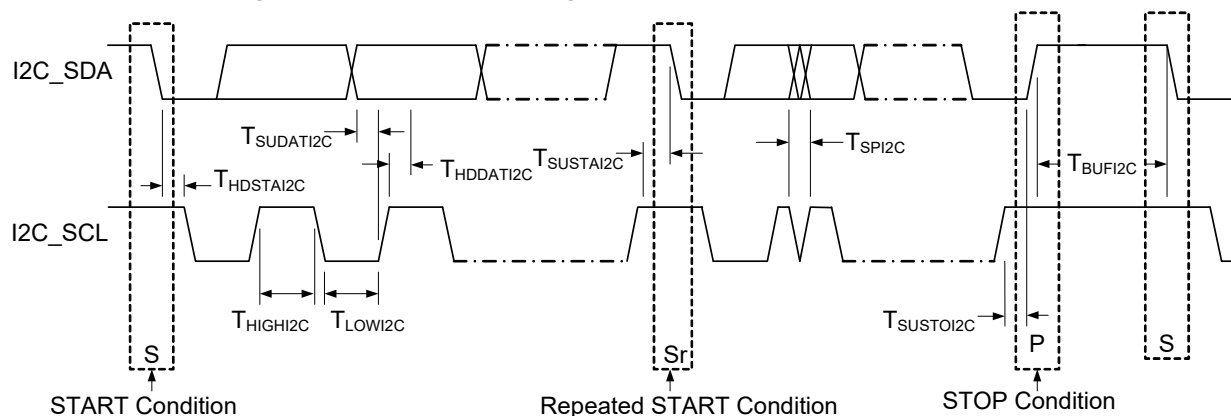 I2C_SDA
T_SUDATI2C
T_HDSTAI2C
T_HDDATI2C
T_SUSTAI2C
T_SPI2C
T_BUFI2C
I2C_SCL
T_HIGHI2C
T_LOWI2C
T_SUSTOI2C
S
Sr
P
S
START Condition
Repeated START Condition
STOP Condition